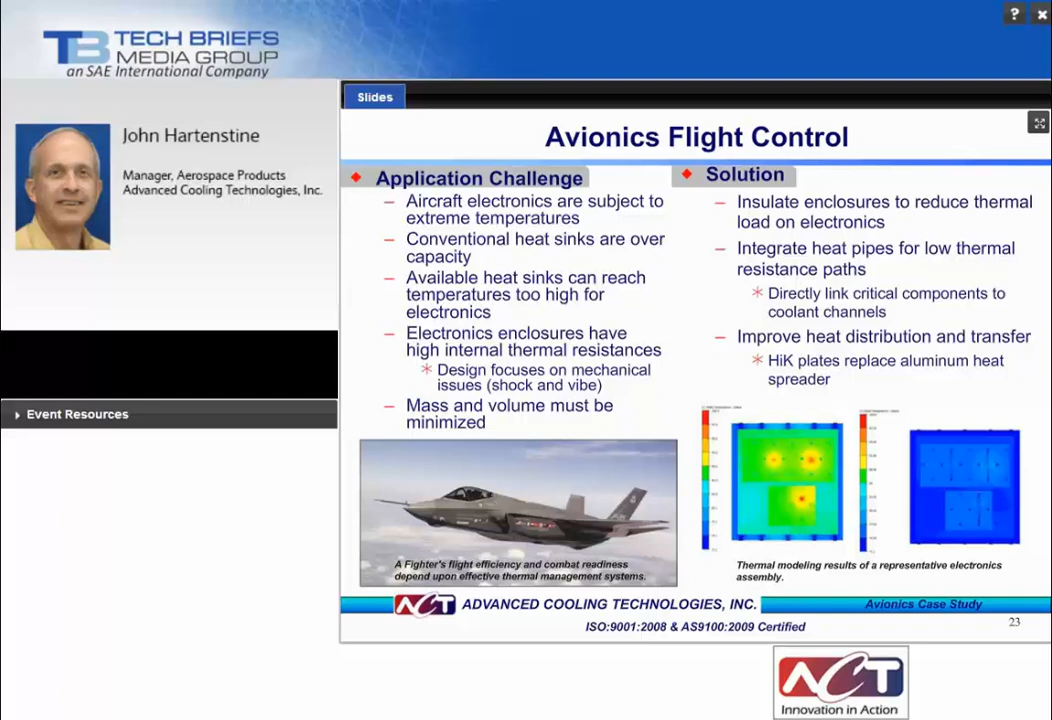 ? ×
TB TECH BRIEFS
MEDIA GROUP
an SAE International Company
John Hartenstine
Manager, Aerospace Products
Advanced Cooling Technologies, Inc.
Event Resources
Slides
Avionics Flight Control
Application Challenge
– Aircraft electronics are subject to
extreme temperatures
– Conventional heat sinks are over
capacity
– Available heat sinks can reach
temperatures too high for
electronics
– Electronics enclosures have
high internal thermal resistances
* Design focuses on mechanical
issues (shock and vibe)
– Mass and volume must be
minimized
A Fighter's flight efficiency and combat readiness
depend upon effective thermal management systems.
Solution
– Insulate enclosures to reduce thermal
load on electronics
– Integrate heat pipes for low thermal
resistance paths
* Directly link critical components to
coolant channels
– Improve heat distribution and transfer
* HiK plates replace aluminum heat
spreader
Thermal modeling results of a representative electronics
assembly.
ACT ADVANCED COOLING TECHNOLOGIES, INC.
Avionics Case Study
ISO:9001:2008 & AS9100:2009 Certified
23
ACT
Innovation in Action